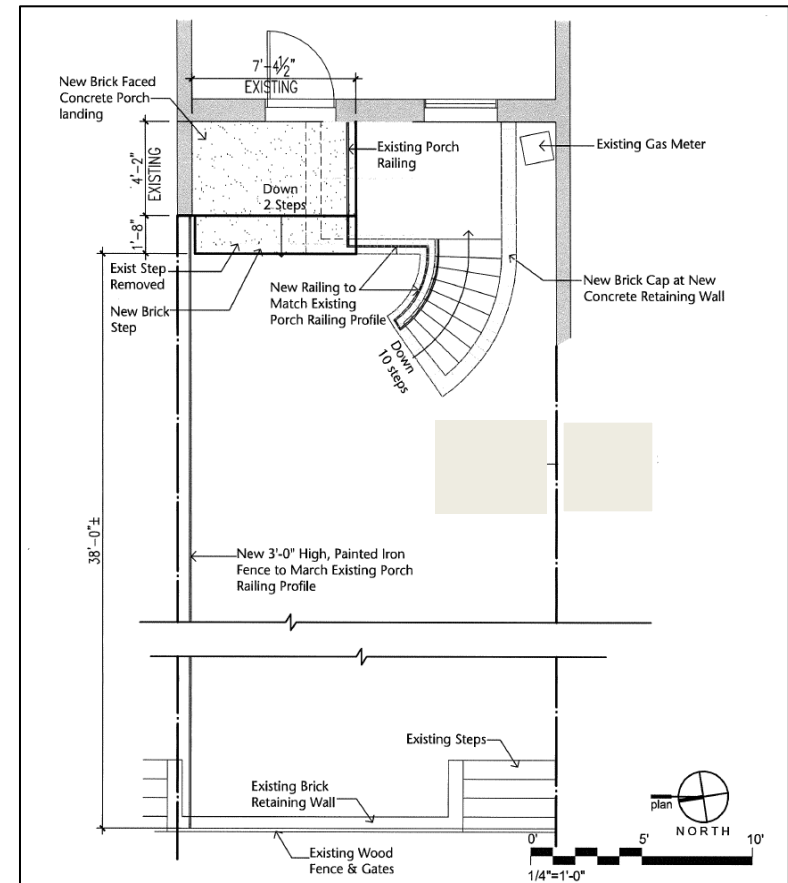 7'-4½"
EXISTING
New Brick Faced
Concrete Porch
landing
4'-2"
EXISTING
Existing Porch
Railing
Existing Gas Meter
Down
2 Steps
1'-8"
Exist Step
Removed
New Brick
Step
New Railing to
Match Existing
Porch Railing Profile
New Brick Cap at New
Concrete Retaining Wall
Down
10 steps
38'-0"±
New 3'-0" High, Painted Iron
Fence to March Existing Porch
Railing Profile
Existing Steps
Existing Brick
Retaining Wall
Existing Wood
Fence & Gates
plan
NORTH
0' 5' 10'
1/4"=1'-0"